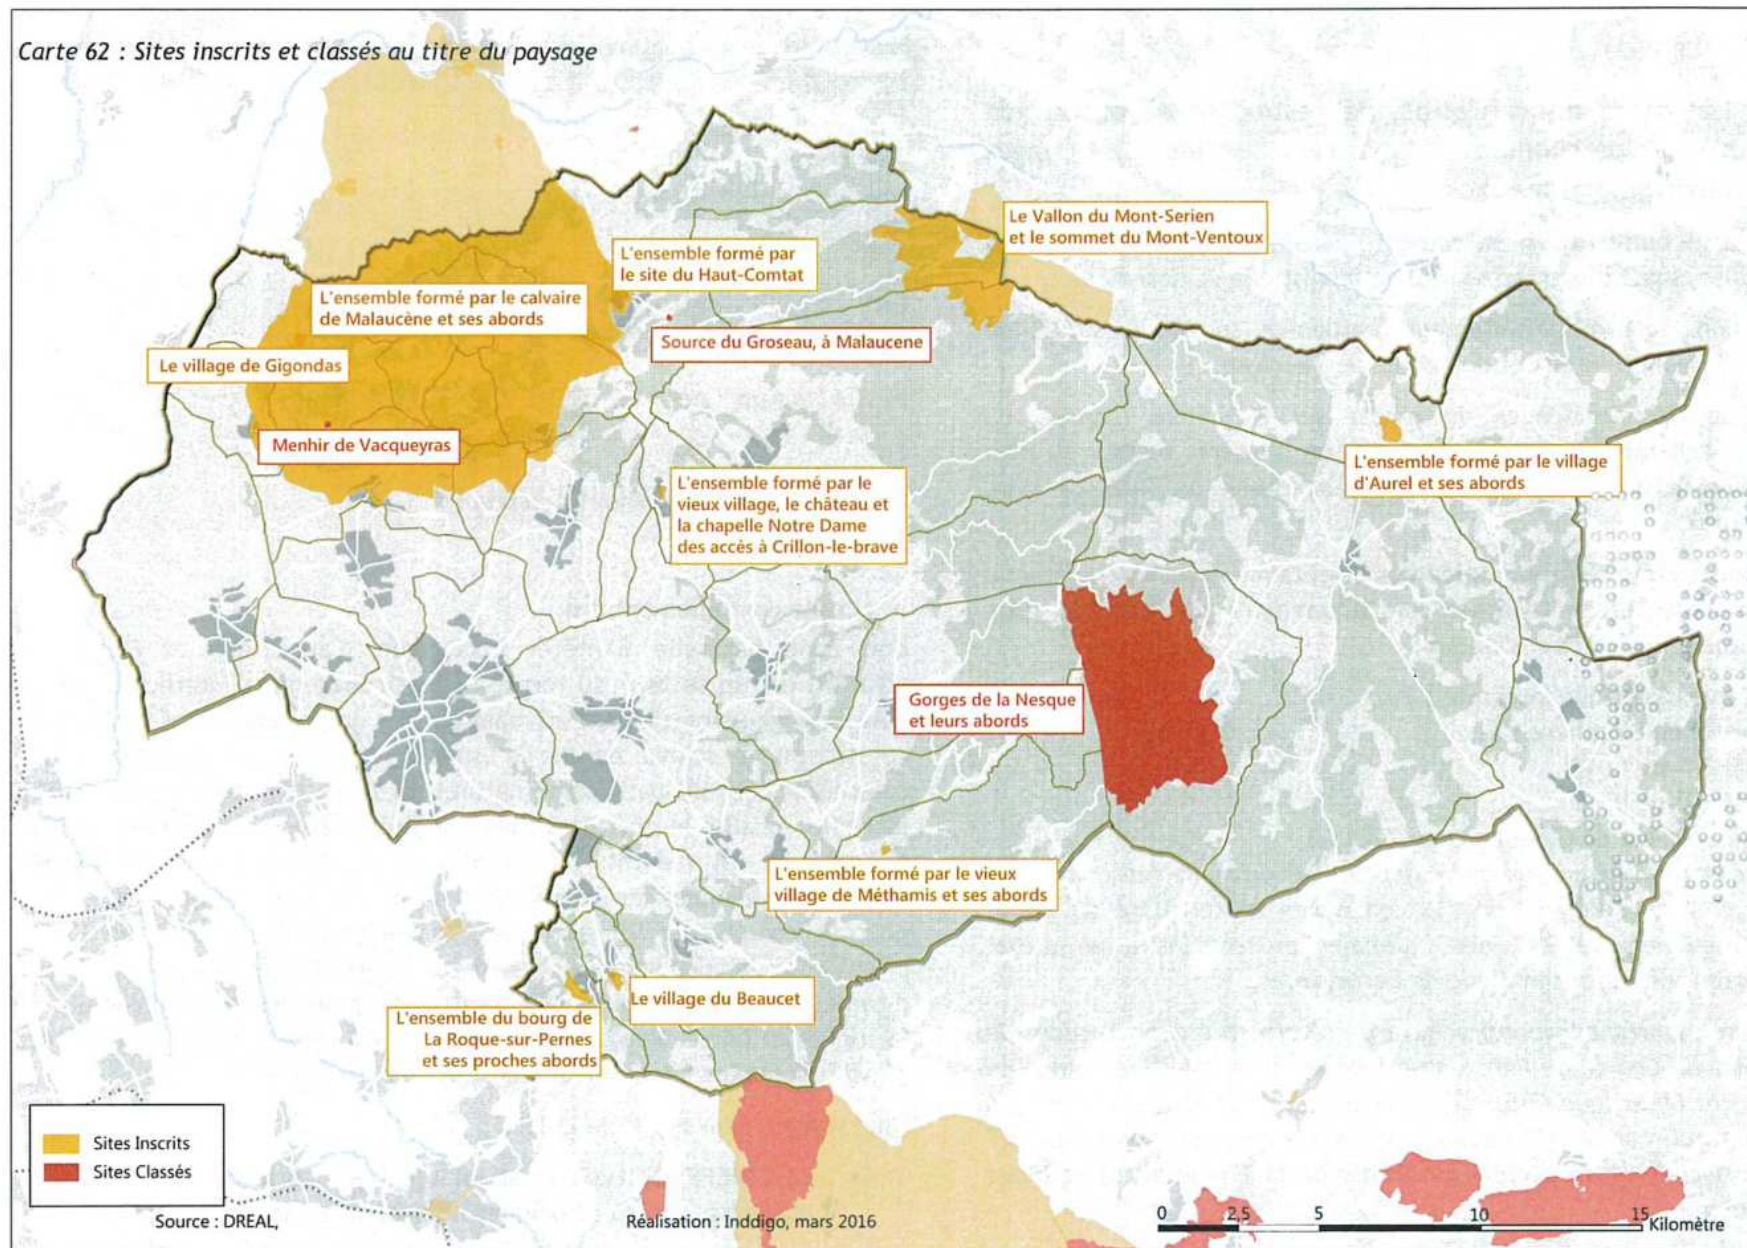 Carte 62 : Sites inscrits et classés au titre du paysage
Le Vallon du Mont-Serien
et le sommet du Mont-Ventoux
L'ensemble formé par
le site du Haut-Comtat
L'ensemble formé par le calvaire
de Malaucène et ses abords
Source du Groseau, à Malaucene
Le village de Gigondas
Menhir de Vacqueyras
L'ensemble formé par le village
d'Aurel et ses abords
L'ensemble formé par le
vieux village, le château et
la chapelle Notre Dame
des accès à Crillon-le-brave
Gorges de la Nesque
et leurs abords
L'ensemble formé par le vieux
village de Méthamis et ses abords
Le village du Beaucet
L'ensemble du bourg de
La Roque-sur-Pernes
et ses proches abords
Sites Inscrits
Sites Classés
Source : DREAL,
Réalisation : Inddigo, mars 2016
0 2,5 5 10 15
Kilomètre